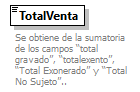 TotalVenta
Se obtiene de la sumatoria
de los campos “total
gravado”, “totalexento”,
“Total Exonerado” y “Total
No Sujeto”..